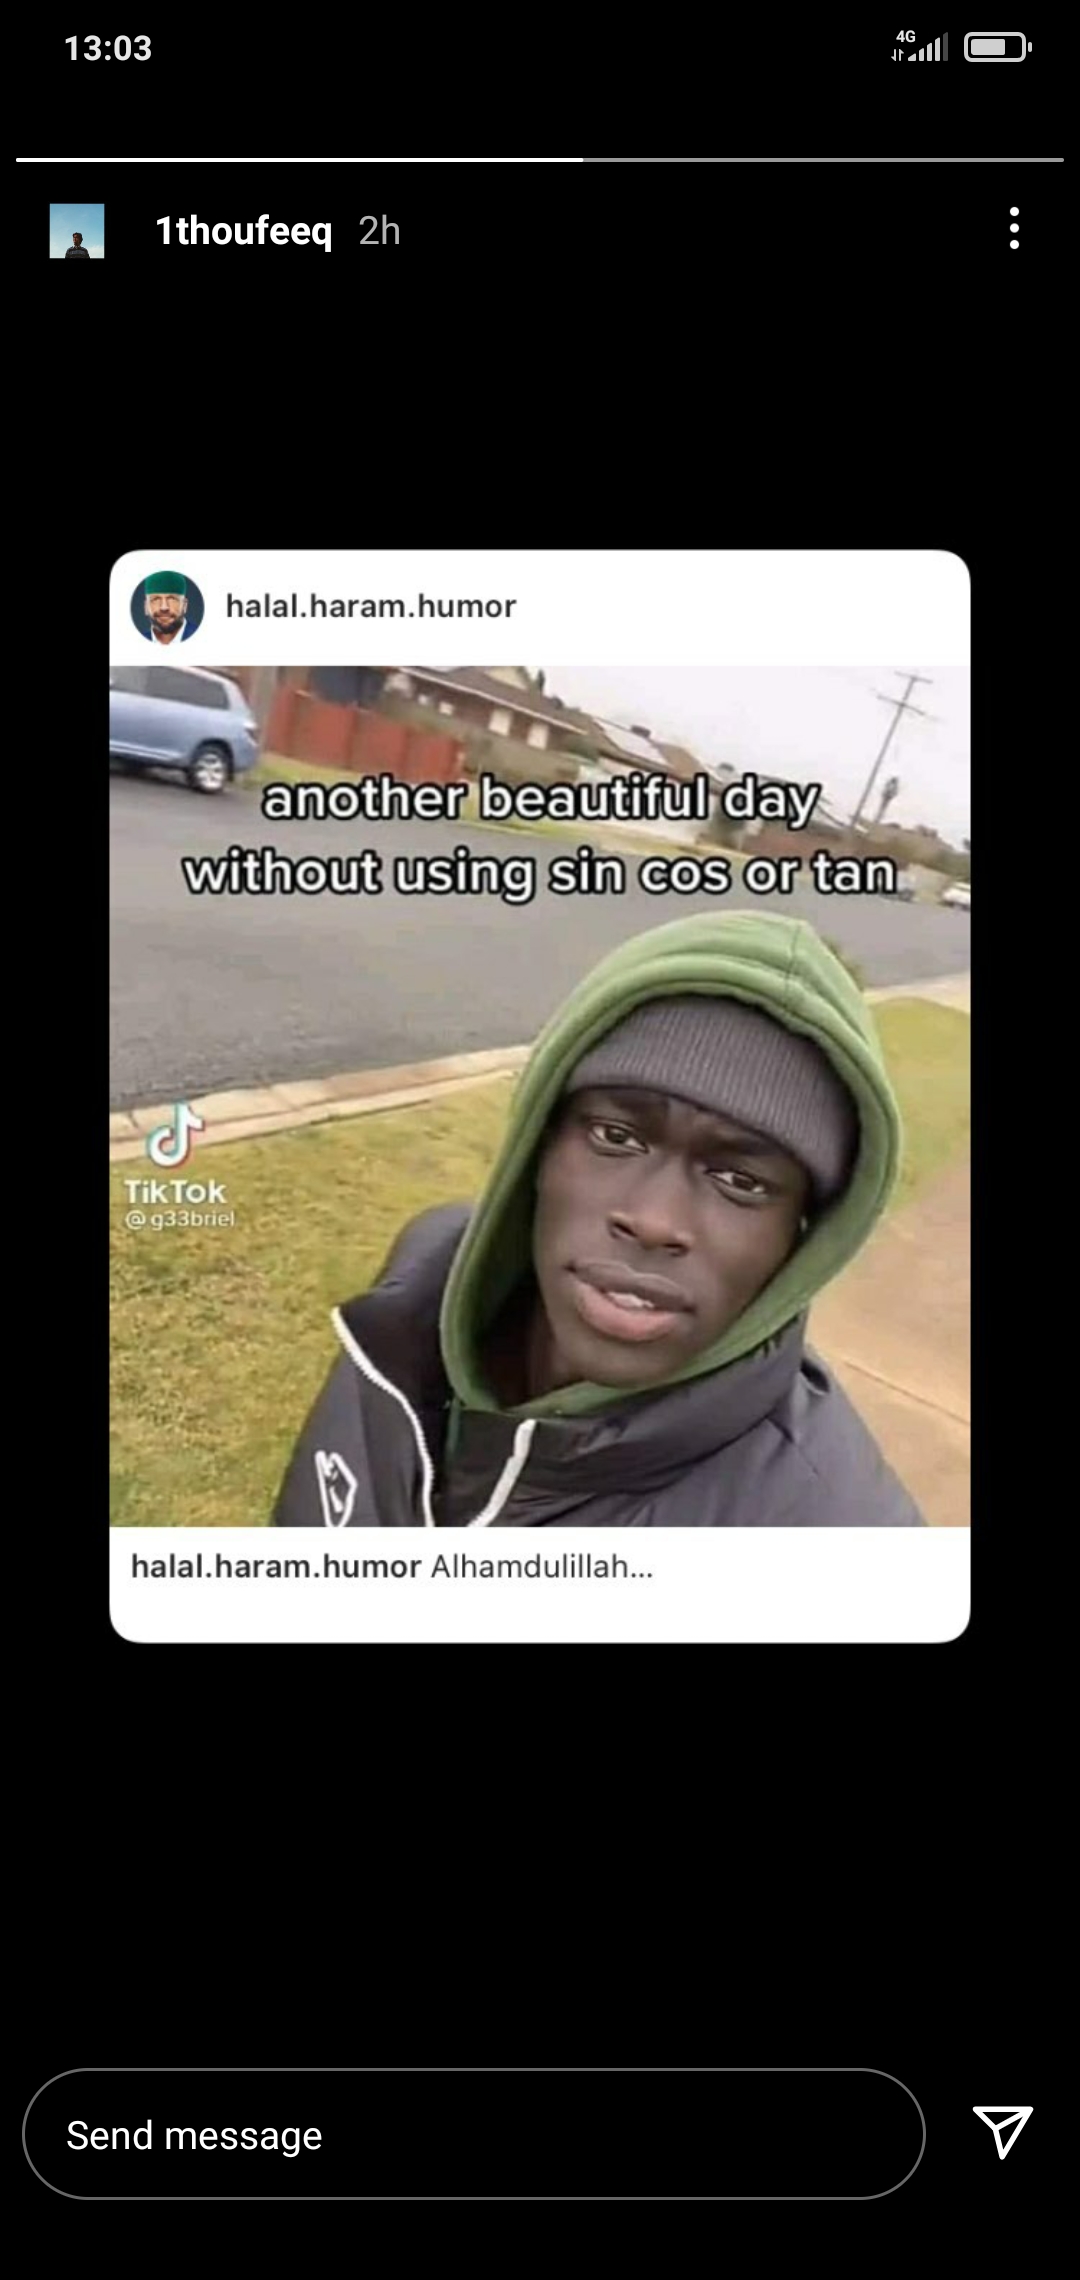 13:03
4G
1thoufeeq 2h
halal.haram.humor
another beautiful day
without using sin cos or tan
TikTok
@g33briel
halal.haram.humor Alhamdulillah...
Send message